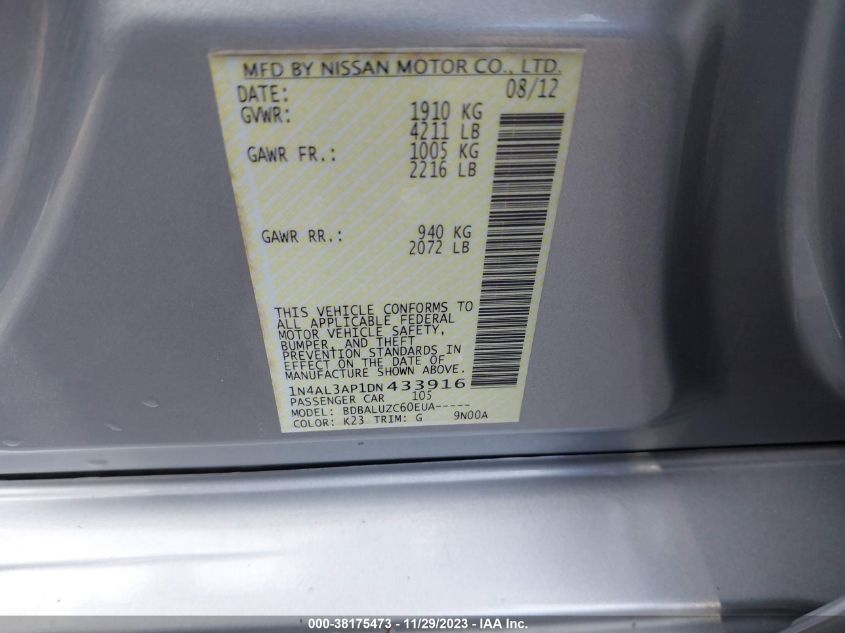 MFD BY NISSAN MOTOR CO., LTD.
DATE: 08/12
GVWR: 1910 KG
4211 LB
GAWR FR.: 1005 KG
2216 LB
GAWR RR.: 940 KG
2072 LB
THIS VEHICLE CONFORMS TO
ALL APPLICABLE FEDERAL
MOTOR VEHICLE SAFETY,
BUMPER, AND THEFT
PREVENTION STANDARDS IN
EFFECT ON THE DATE OF
MANUFACTURE SHOWN ABOVE.
1N4AL3AP1DN433916
PASSENGER CAR 105
MODEL: BDBALUZC60EUA-----
COLOR: K23 TRIM: G 9N00A
000-38175473 - 11/29/2023 - IAA Inc.